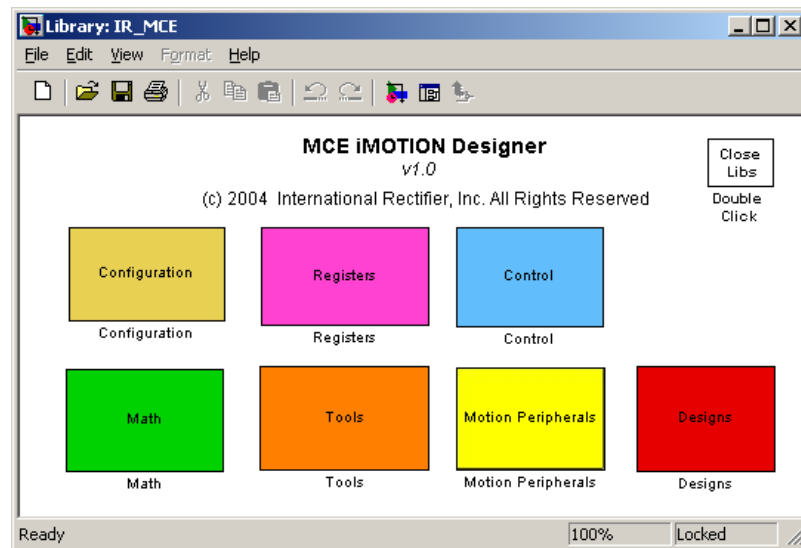 Library: IR_MCE
File Edit View Format Help
MCE iMOTION Designer
v1.0
(c) 2004 International Rectifier, Inc. All Rights Reserved
Close
Libs
Double
Click
Configuration Registers Control
Configuration Registers Control
Math Tools Motion Peripherals Designs
Math Tools Motion Peripherals Designs
Ready 100% Locked